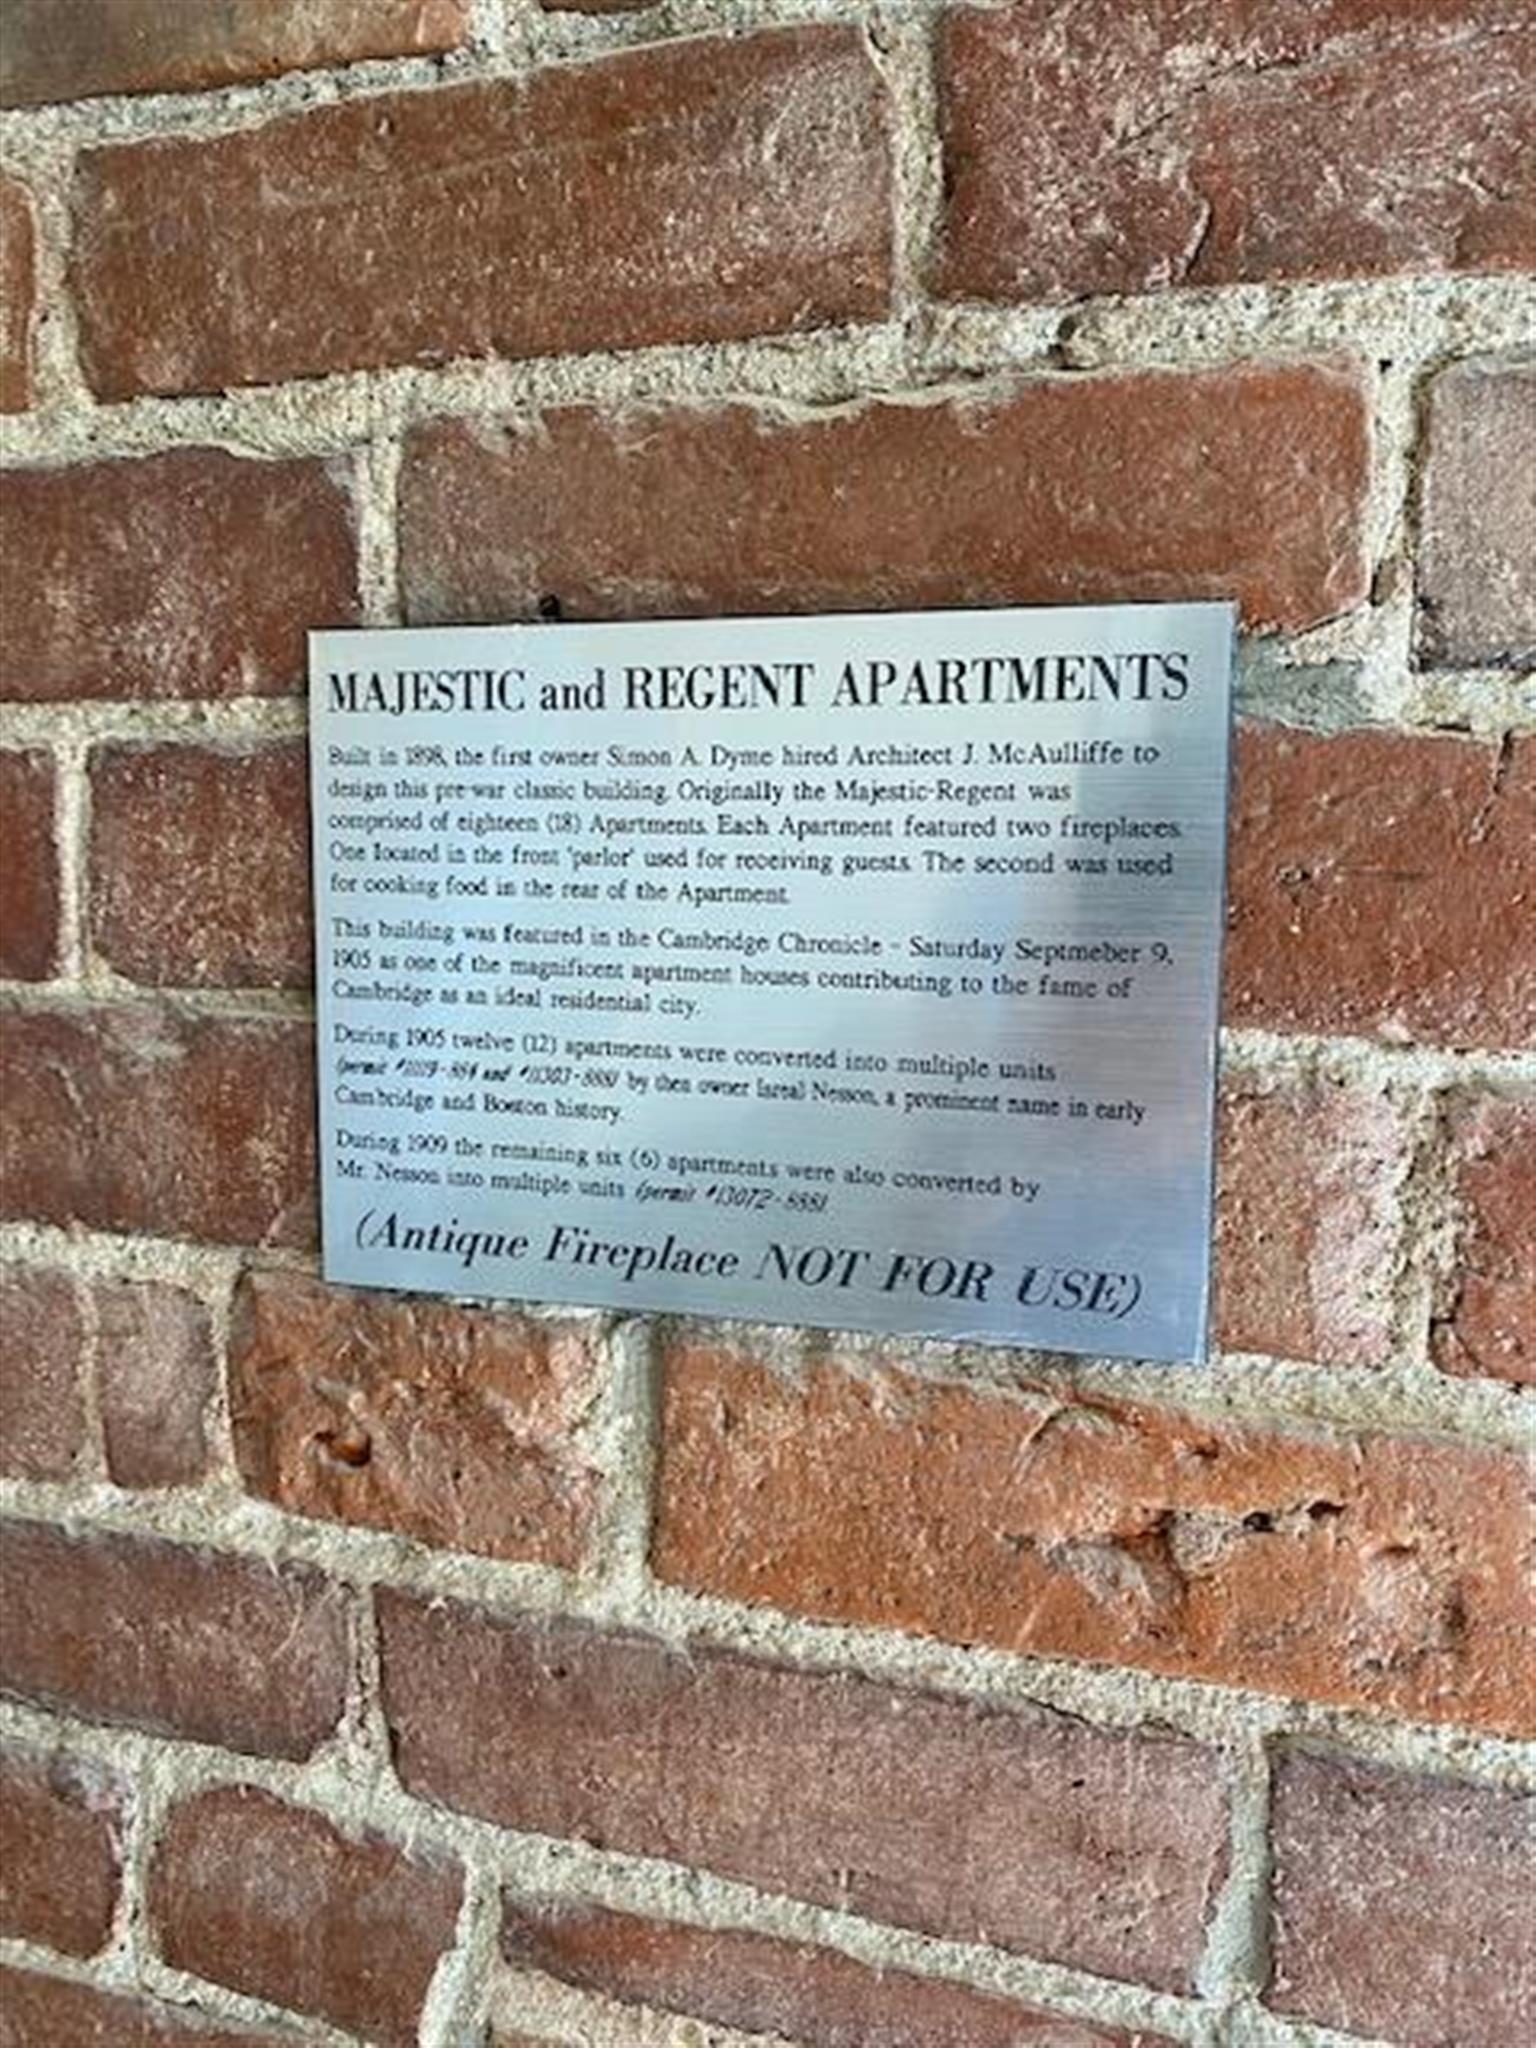 MAJESTIC and REGENT APARTMENTS
Built in 1898, the first owner Simon A. Dyme hired Architect J. McAulliffe to
design this pre-war classic building. Originally the Majestic-Regent was
comprised of eighteen (18) Apartments. Each Apartment featured two fireplaces.
One located in the front 'parlor' used for receiving guests. The second was used
for cooking food in the rear of the Apartment.
This building was featured in the Cambridge Chronicle - Saturday Septmeber 9,
1905 as one of the magnificent apartment houses contributing to the fame of
Cambridge as an ideal residential city.
During 1905 twelve (12) apartments were converted into multiple units
(permit and by then owner Nesson, a prominent name in early
Cambridge and Boston history.
During 1909 the remaining six (6) apartments were also converted by
Mr. Nesson into multiple units (permit #13072-888)
(Antique Fireplace NOT FOR USE)